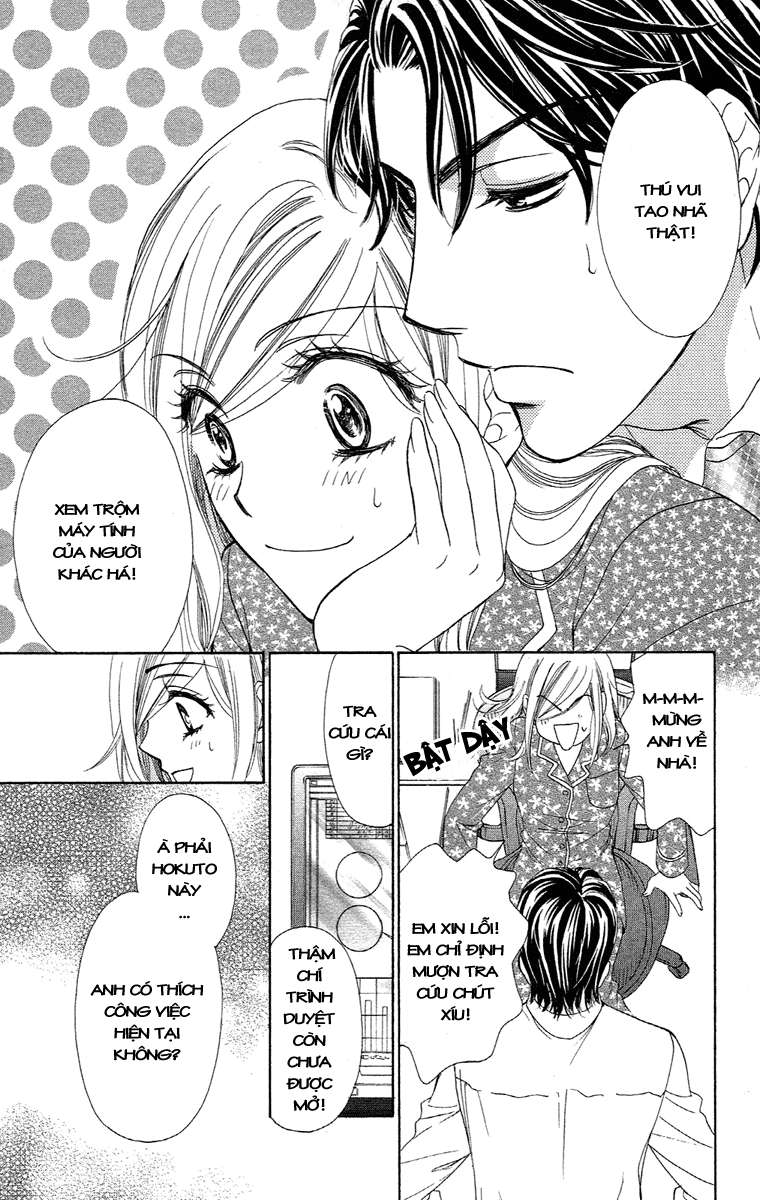 THÚ VUI
TAO NHÃ
THẬT!
XEM TRỘM
MÁY TÍNH
CỦA NGƯỜI
KHÁC HÁ!
M-M-M-
MỪNG
ANH VỀ
NHÀ!
BẬT DẬY
EM XIN LỖI!
EM CHỈ ĐỊNH
MƯỢN TRA
CỨU CHÚT
XÍU!
TRA
CỨU CÁI
GÌ?
THẬM
CHÍ
TRÌNH
DUYỆT
CÒN
CHƯA
ĐƯỢC
MỞ!
À PHẢI
HOKUTO
NÀY
...
ANH CÓ THÍCH
CÔNG VIỆC
HIỆN TẠI
KHÔNG?